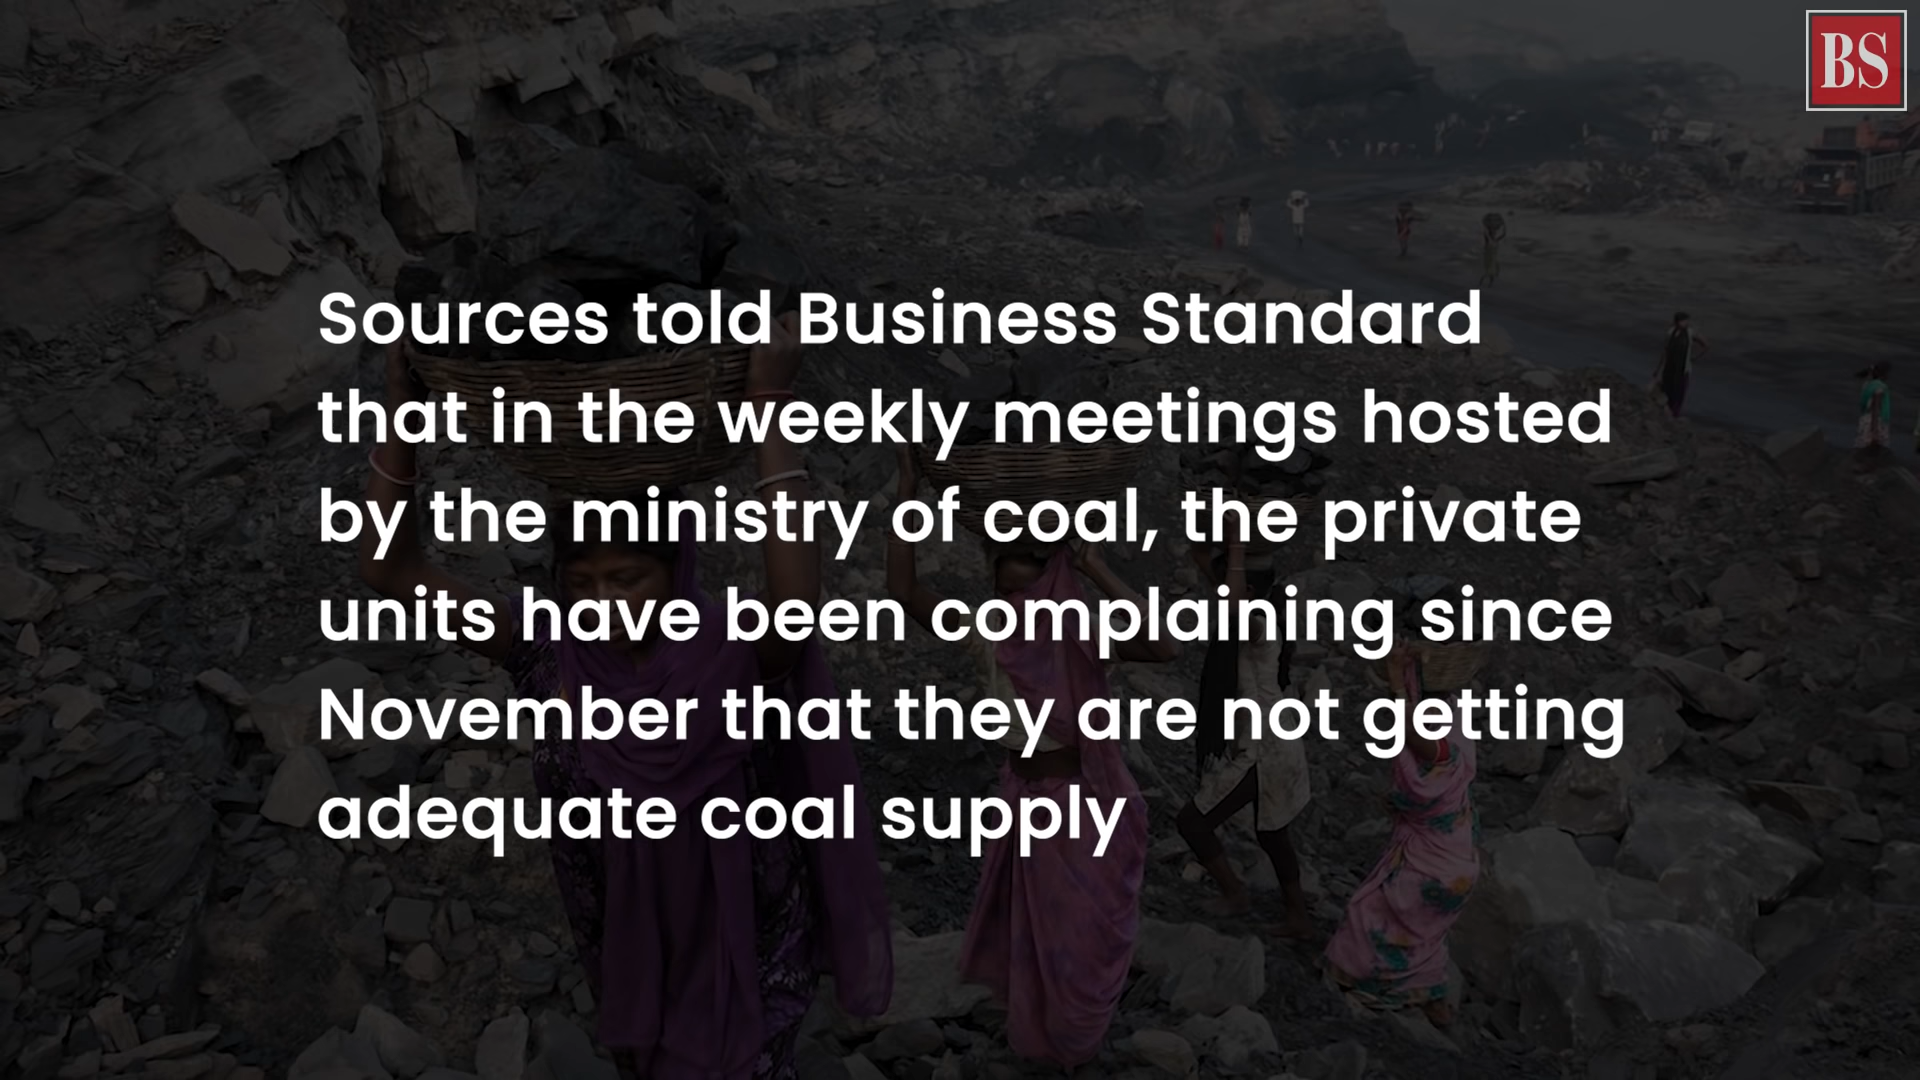 BS
Sources told Business Standard
that in the weekly meetings hosted
by the ministry of coal, the private
units have been complaining since
November that they are not getting
adequate coal supply